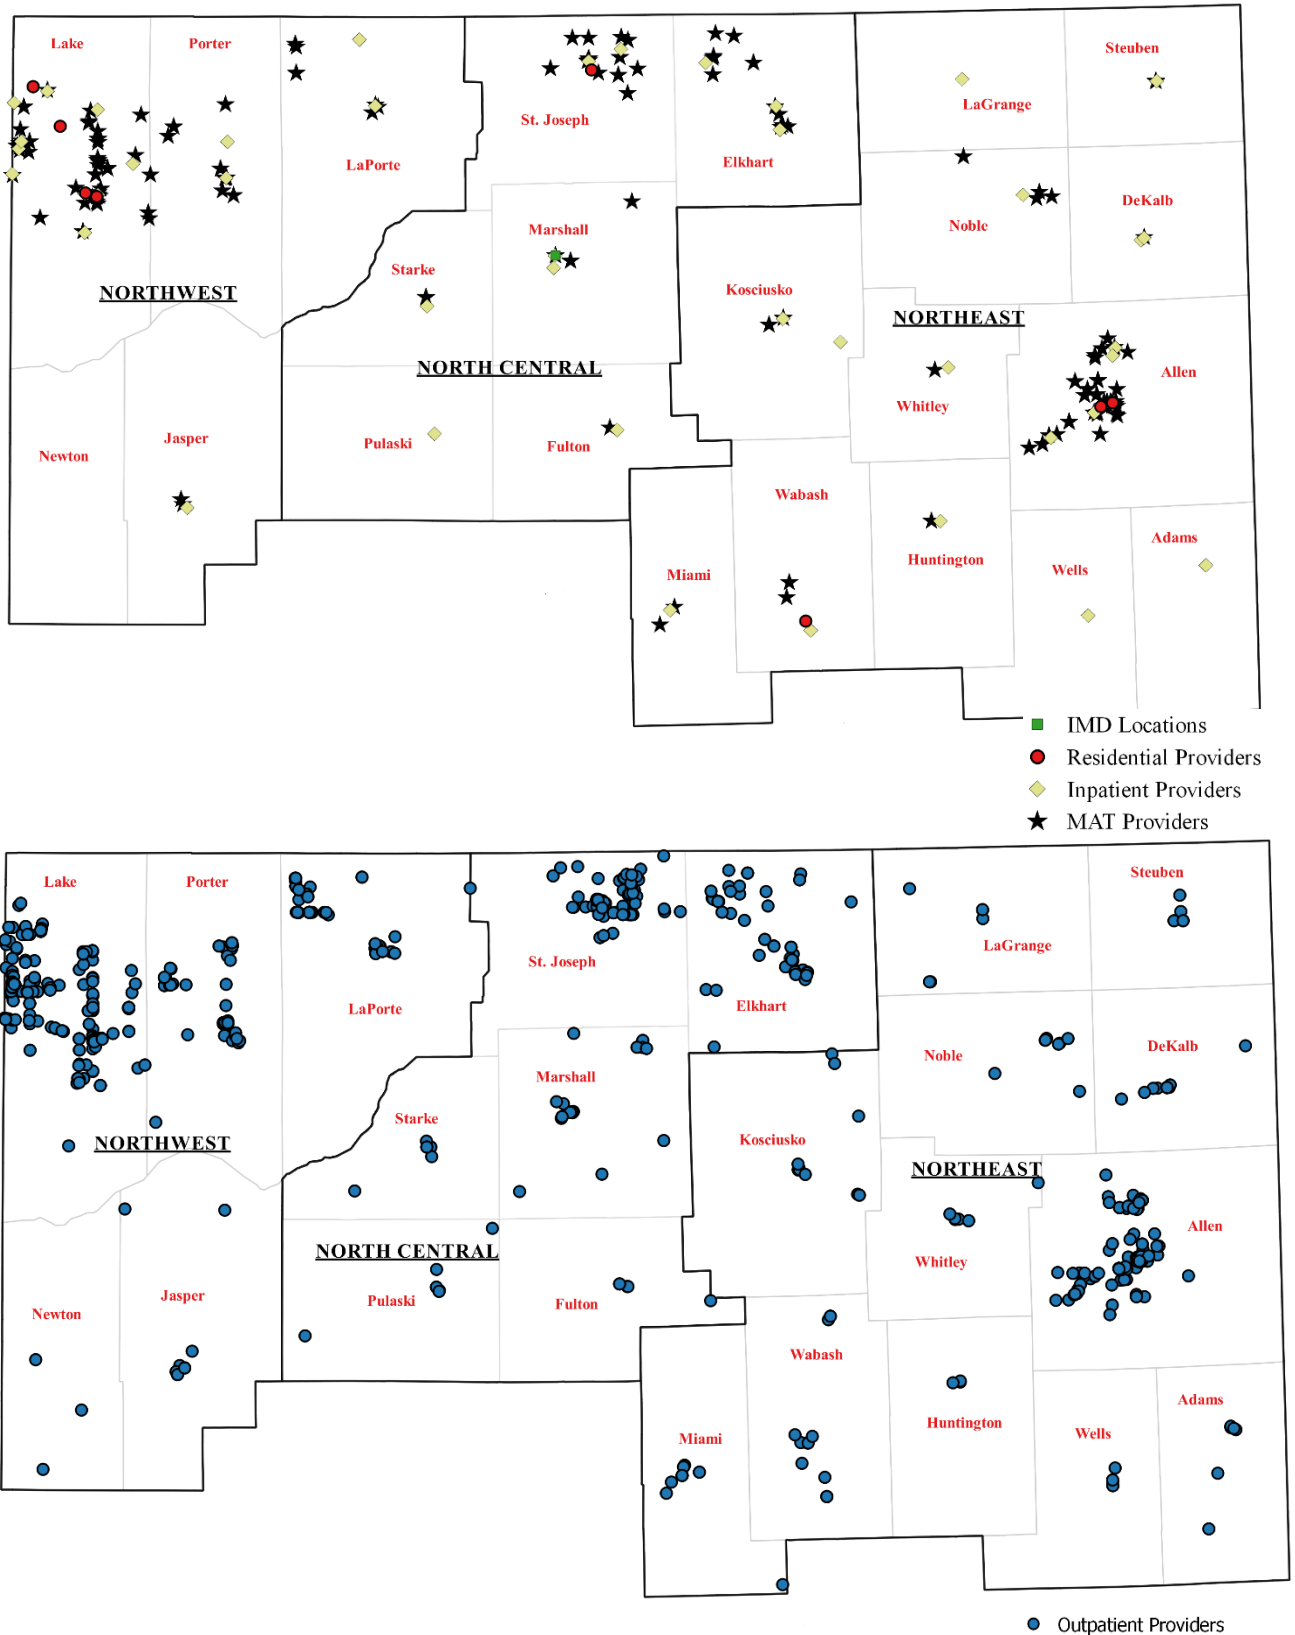 Lake
Porter
Steuben
LaGrange
St. Joseph
Elkhart
LaPorte
DeKalb
Noble
Marshall
Starke
Kosciusko
NORTHWEST
NORTHEAST
NORTH CENTRAL
Allen
Whitley
Jasper
Pulaski
Fulton
Newton
Wabash
Adams
Huntington
Wells
Miami
IMD Locations
Residential Providers
Inpatient Providers
MAT Providers
Lake
Porter
Steuben
LaGrange
St. Joseph
LaPorte
Elkhart
DeKalb
Noble
Marshall
Starke
Kosciusko
NORTHWEST
NORTHEAST
Allen
NORTH CENTRAL
Whitley
Jasper
Pulaski
Fulton
Newton
Wabash
Adams
Huntington
Wells
Miami
Outpatient Providers